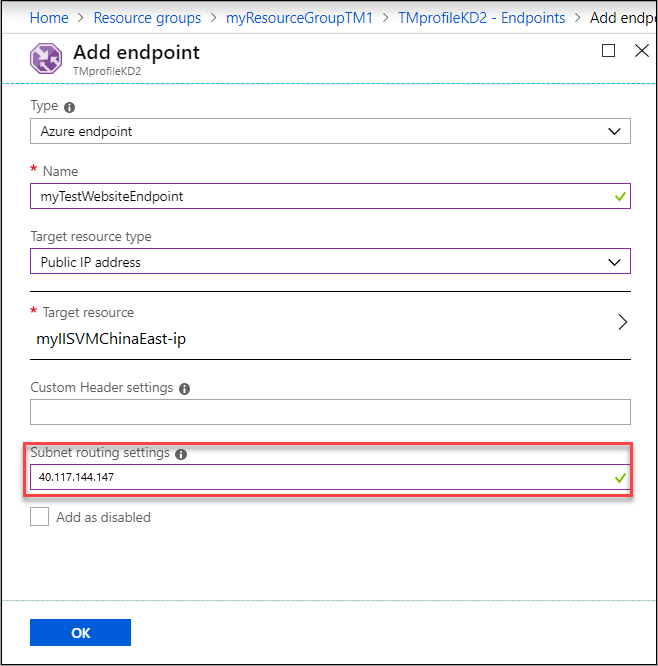 Home > Resource groups > myResourceGroupTM1 > TMprofileKD2 - Endpoints > Add endpo
Add endpoint
TMprofileKD2
Type
Azure endpoint
* Name
myTestWebsiteEndpoint
Target resource type
Public IP address
* Target resource
myIISVMChinaEast-ip
Custom Header settings
Subnet routing settings
40.117.144.147
Add as disabled
OK